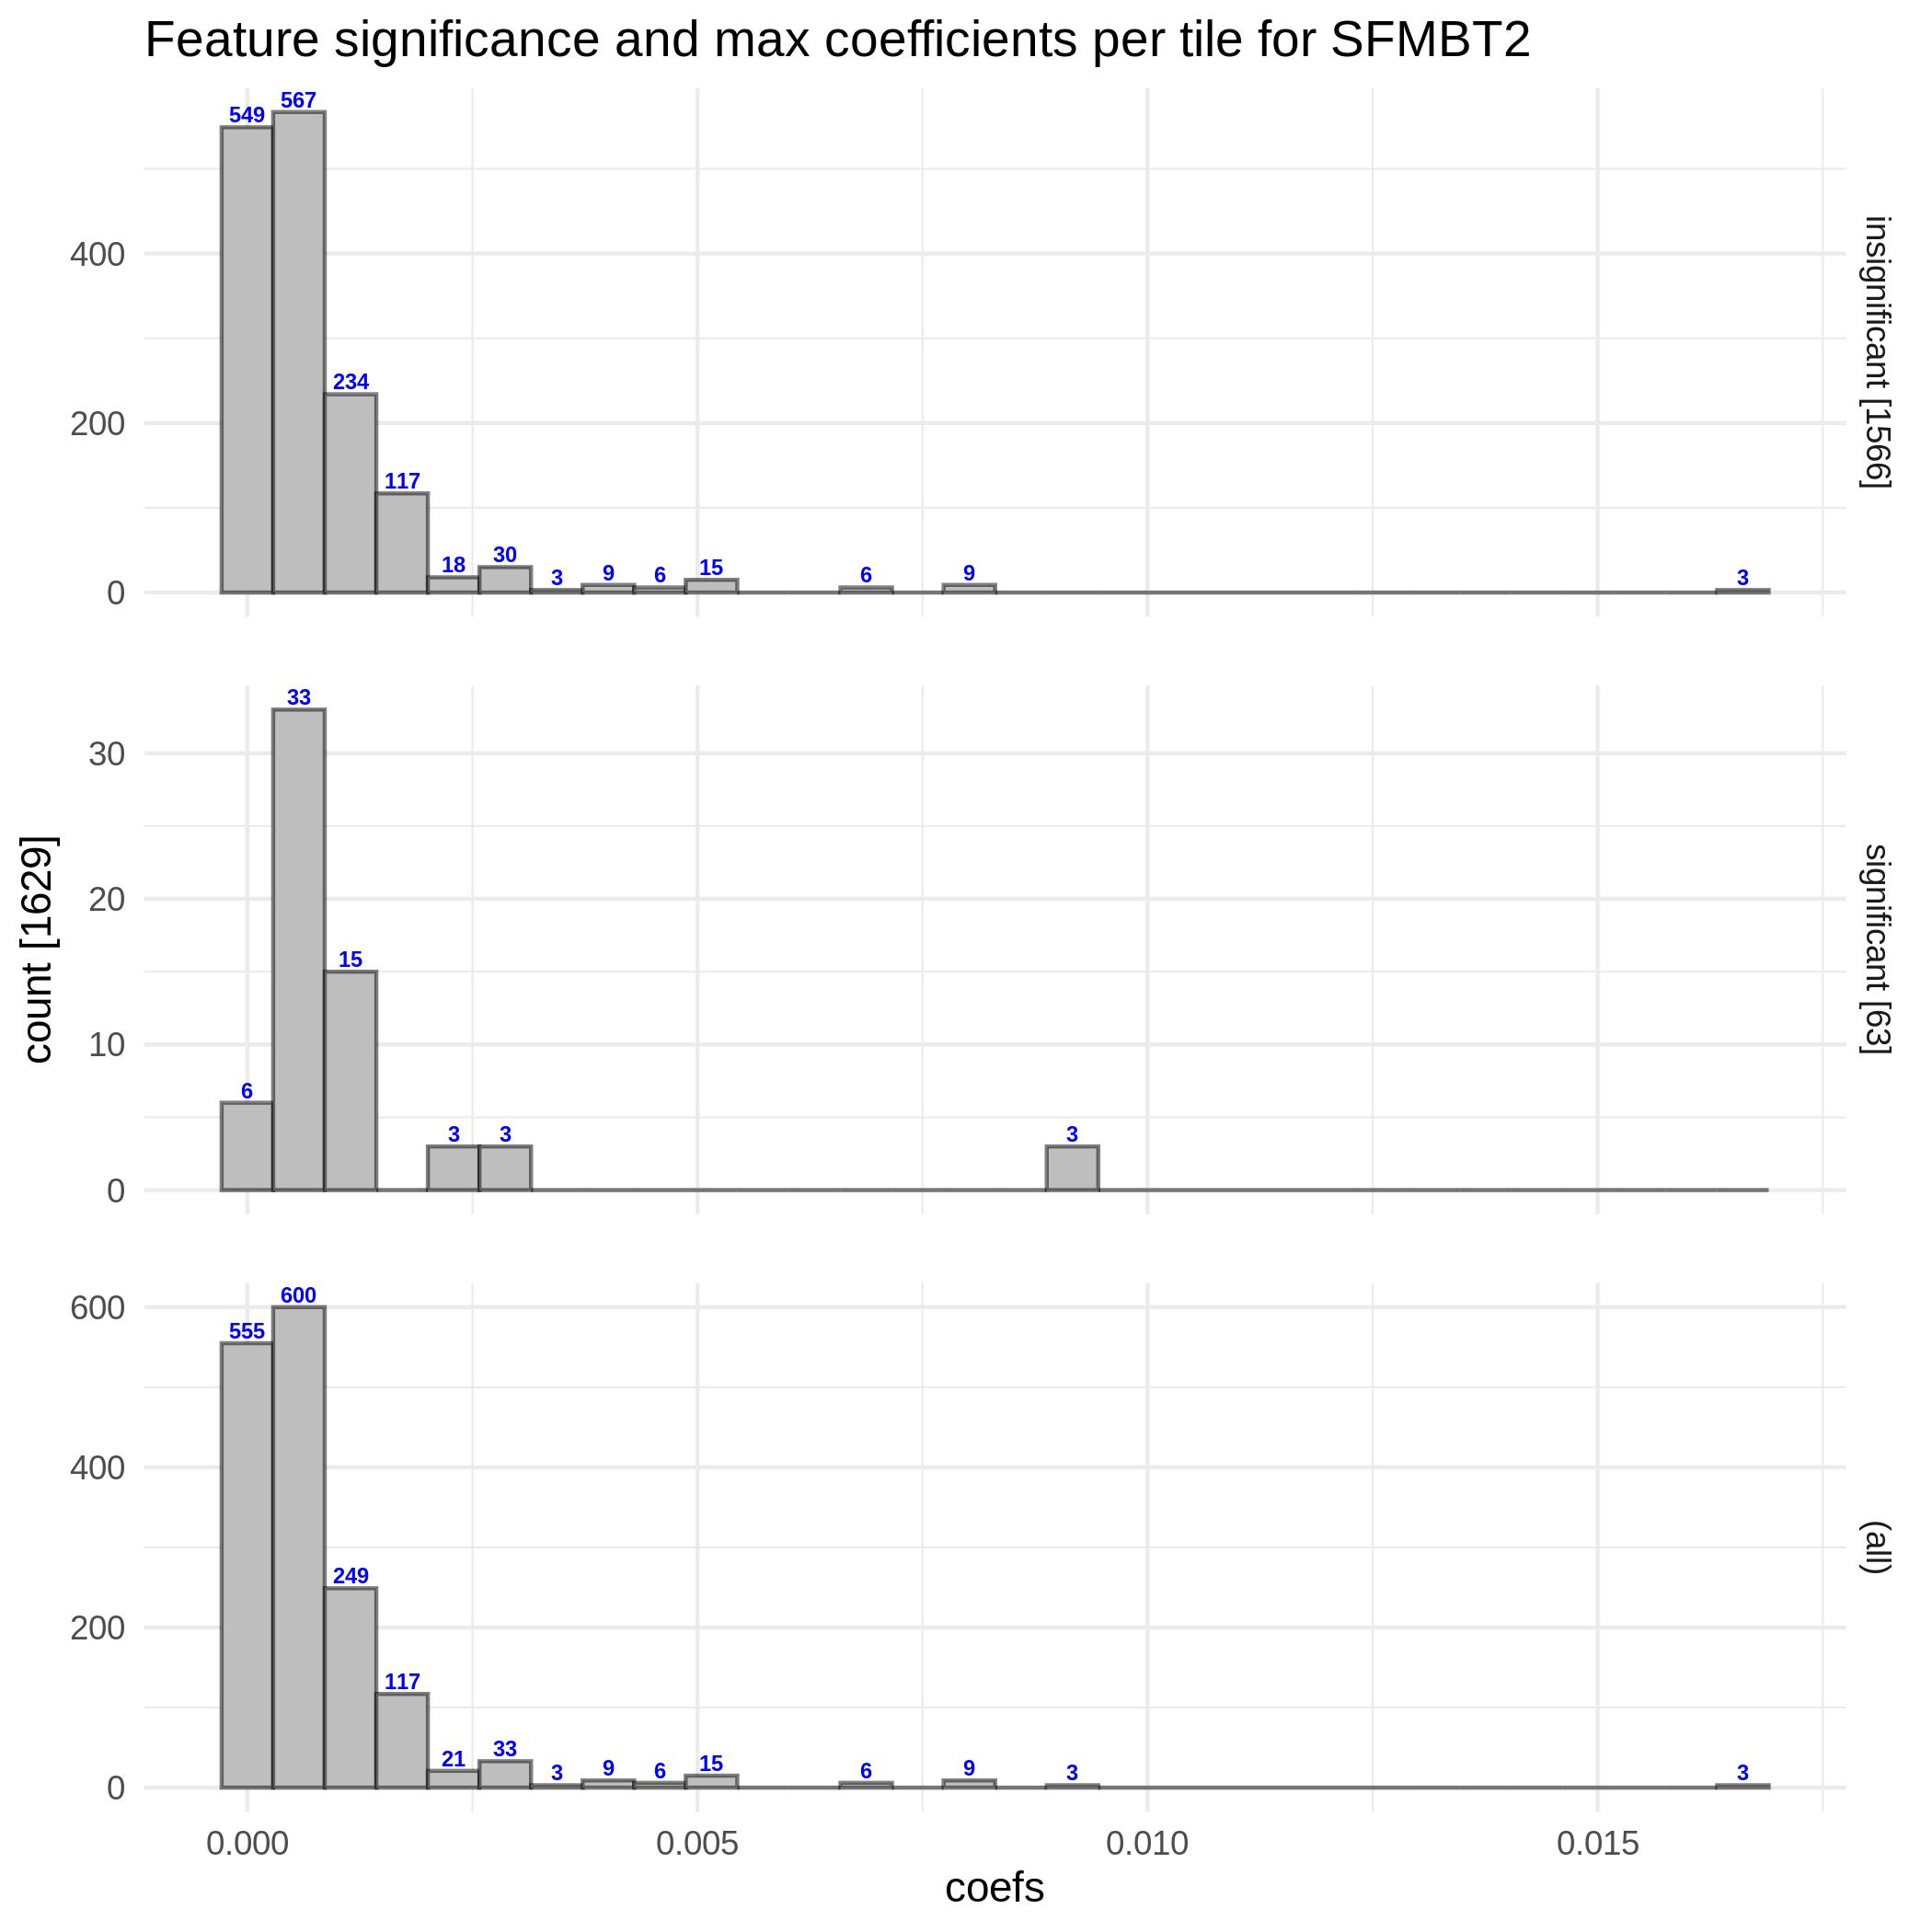 Feature significance and max coefficients per tile for SFMBT2
549 567 234 117 18 30 3 9 6 15 6 9 3
400
200
0
insignificant [1566]
6 33 15 3 3 3
30
20
10
0
significant [63]
count [1629]
555 600 249 117 21 33 3 9 6 15 6 9 3 3
600
400
200
0
(all)
0.000 0.005 0.010 0.015
coefs